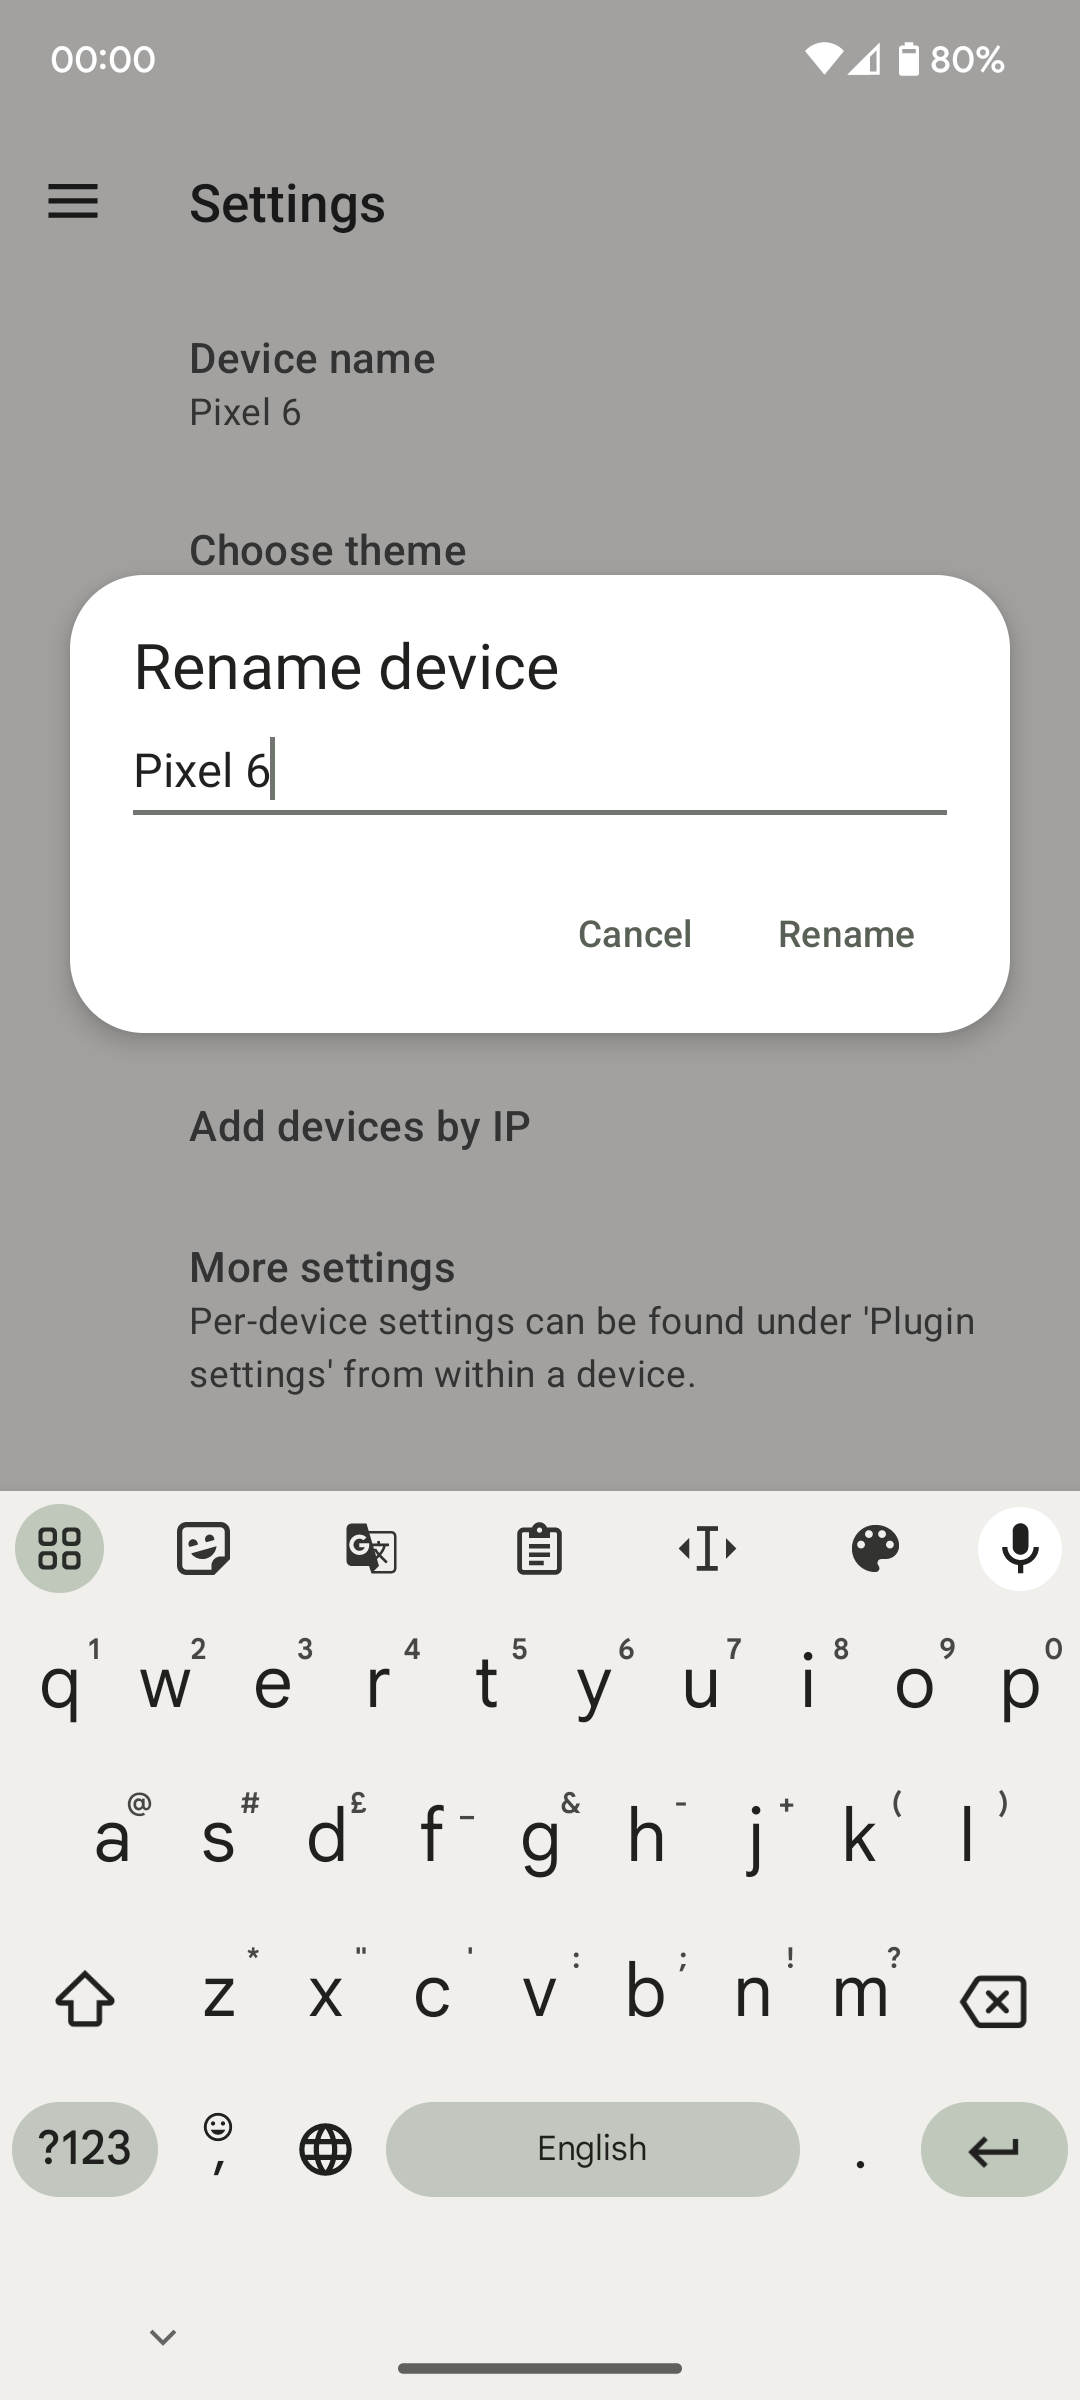 00:00 80%
Settings
Device name
Pixel 6
Choose theme
Rename device
Pixel 6
Cancel Rename
Add devices by IP
More settings
Per-device settings can be found under 'Plugin
settings' from within a device.
G 文
1 2 3 4 5 6 7 8 9 0
q w e r t y u i o p
@ # £ _ & - + ( )
a s d f g h j k l
* " ' : ; ! ?
z x c v b n m
?123 , English .